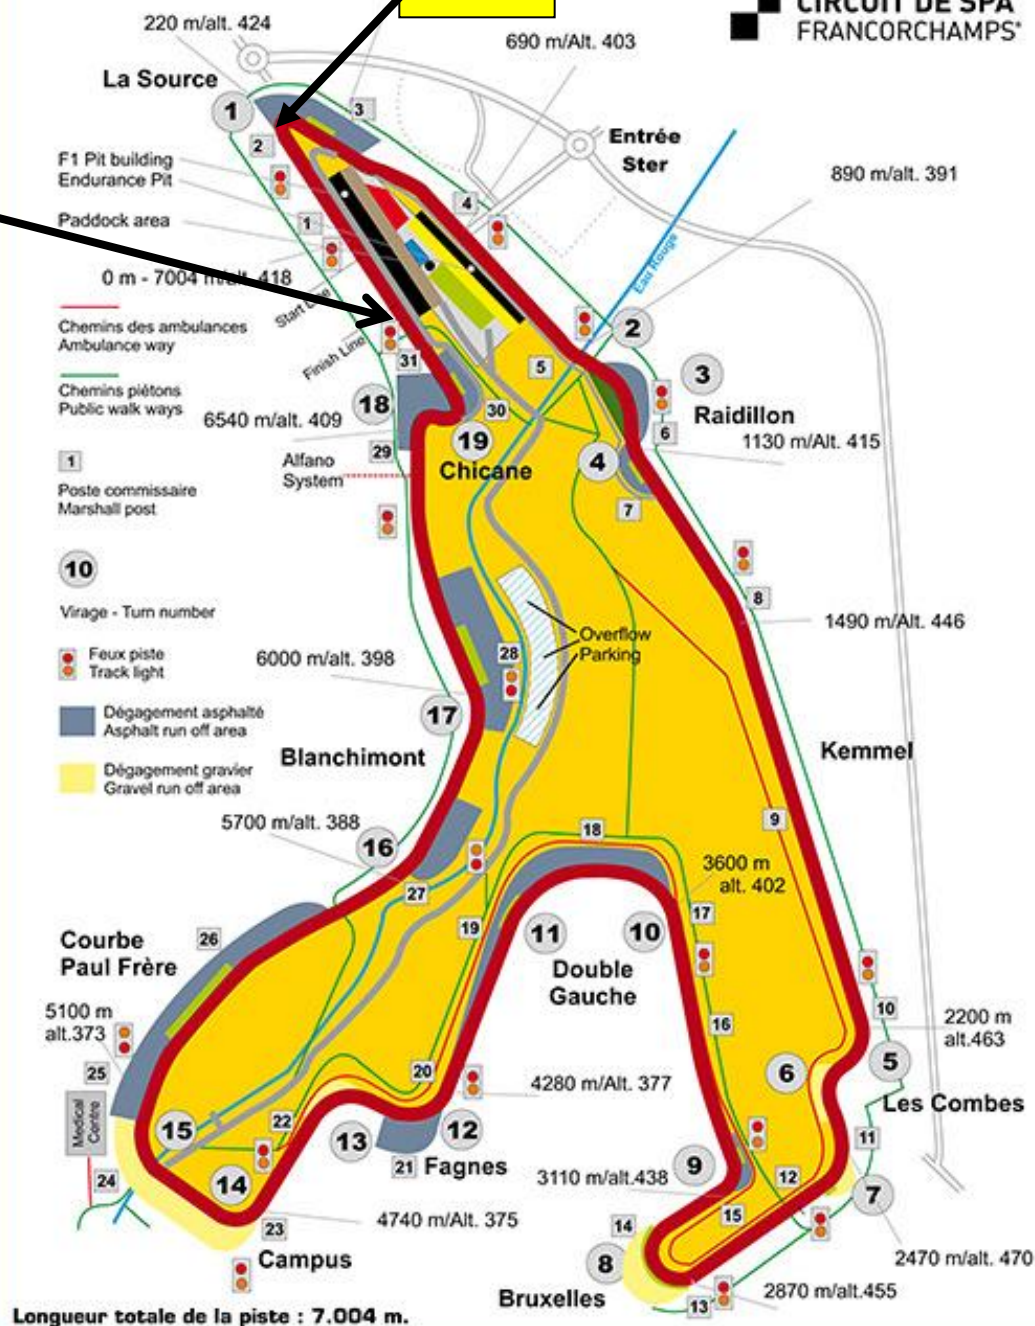 CIRCUIT DE SPA
FRANCORCHAMPS
220 m/alt. 424
690 m/Alt. 403
La Source
1
3
2
Entrée
Ster
F1 Pit building
Endurance Pit
890 m/alt. 391
Paddock area
4
1
Eau Rouge
0 m - 7004 m/alt. 418
Start Line
Chemins des ambulances
Ambulance way
2
Finish Line
31
5
3
Chemins piétons
Public walk ways
18
30
Raidillon
6540 m/alt. 409
6
1130 m/Alt. 415
29
19
Chicane
4
Alfano
System
1
Poste commissaire
Marshall post
7
10
8
Virage - Turn number
1490 m/Alt. 446
Overflow
Parking
28
Feux piste
Track light
6000 m/alt. 398
17
Dégagement asphalté
Asphalt run off area
Blanchimont
Kemmel
Dégagement gravier
Gravel run off area
5700 m/alt. 388
9
18
16
3600 m
alt. 402
27
17
19
26
Courbe
Paul Frère
11
10
Double
Gauche
5100 m
alt.373
10
2200 m
alt.463
16
5
25
20
6
4280 m/Alt. 377
Les Combes
Medical
Centre
22
15
13
12
11
21
Fagnes
9
24
14
3110 m/alt.438
12
7
23
4740 m/Alt. 375
15
14
Campus
8
2470 m/alt. 470
2870 m/alt.455
Bruxelles
13
Longueur totale de la piste : 7.004 m.